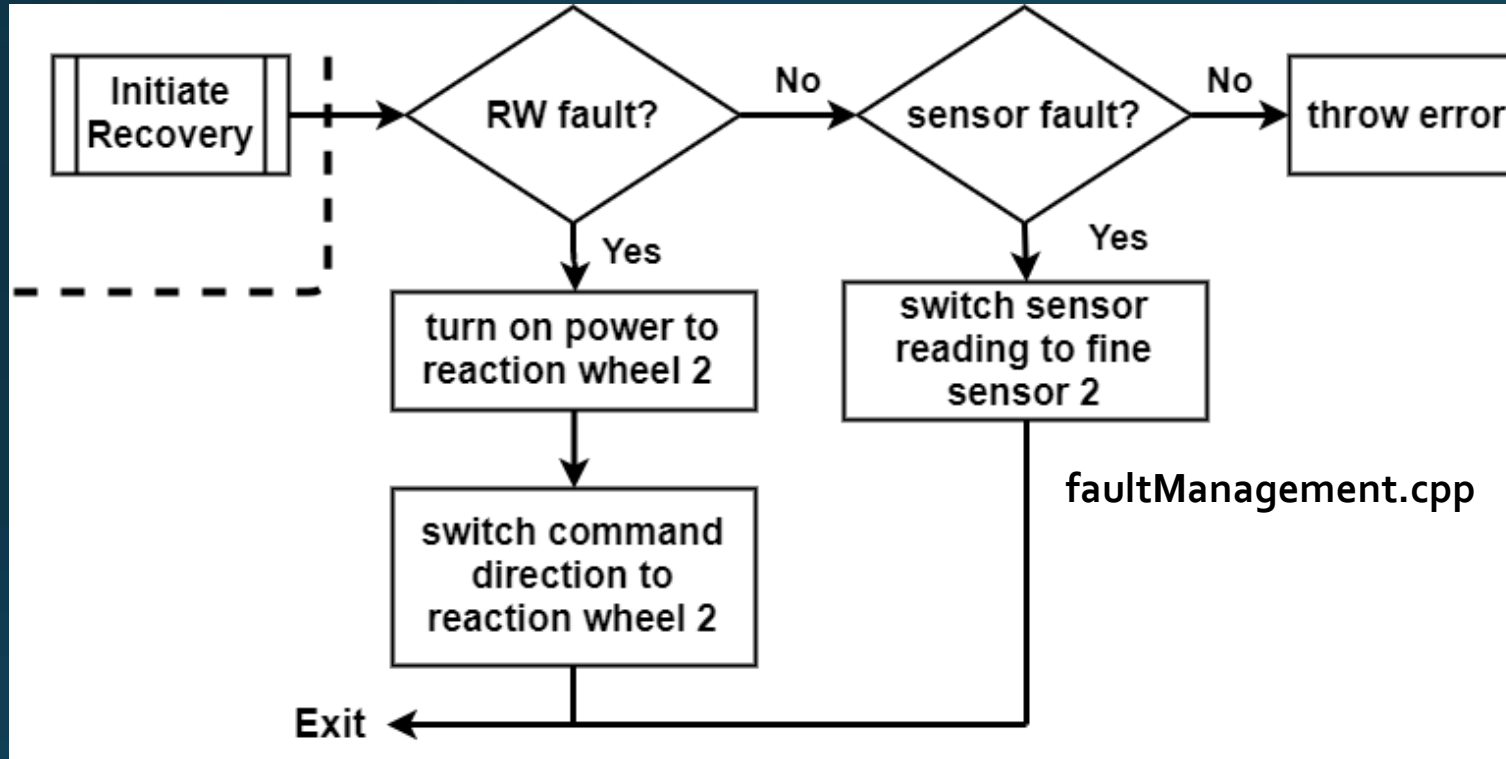 Initiate
Recovery
RW fault?
No
sensor fault?
No
throw error
Yes
Yes
turn on power to
reaction wheel 2
switch sensor
reading to fine
sensor 2
switch command
direction to
reaction wheel 2
faultManagement.cpp
Exit